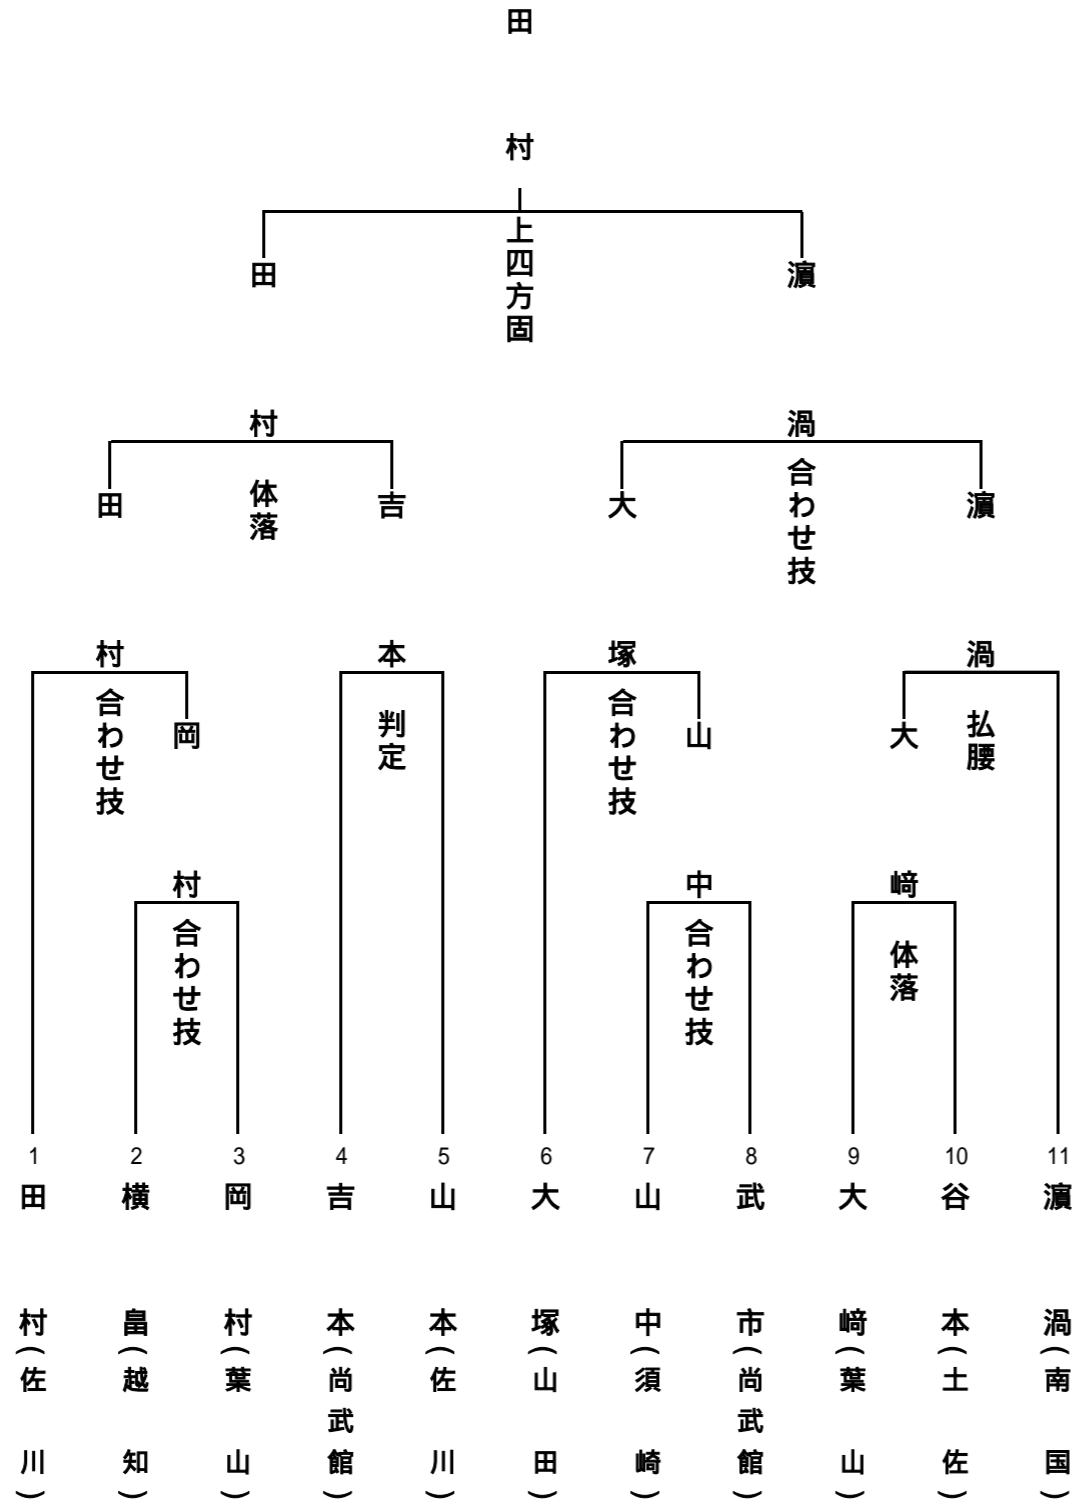 田村
上四方固
田村
濵渦
体落
合わせ技
田村
吉本
大塚
濵渦
合わせ技
判定
合わせ技
払腰
岡村
山中
大﨑
合わせ技
合わせ技
体落
1 田村(佐川)
2 横畠(越知)
3 岡村(葉山)
4 吉本(尚武館)
5 山本(佐川)
6 大塚(山田)
7 山中(須崎)
8 武市(尚武館)
9 大﨑(葉山)
10 谷本(土佐)
11 濵渦(南国)